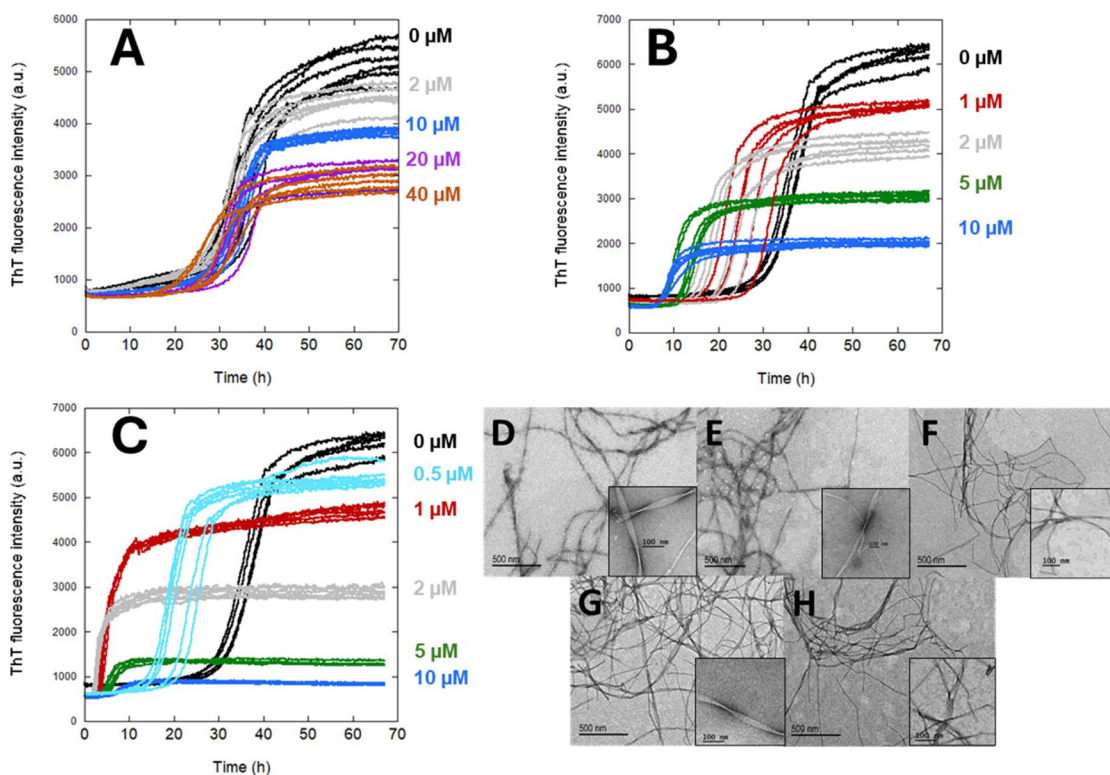 A
ThT fluorescence intensity (a.u.)
6000
5000
4000
3000
2000
1000
0
0 10 20 30 40 50 60 70
Time (h)
0 µM
2 µM
10 µM
20 µM
40 µM
B
ThT fluorescence intensity (a.u.)
7000
6000
5000
4000
3000
2000
1000
0
0 10 20 30 40 50 60 70
Time (h)
0 µM
1 µM
2 µM
5 µM
10 µM
C
ThT fluorescence intensity (a.u.)
7000
6000
5000
4000
3000
2000
1000
0
0 10 20 30 40 50 60 70
Time (h)
0 µM
0.5 µM
1 µM
2 µM
5 µM
10 µM
D
500 nm
100 nm
E
500 nm
100 nm
F
500 nm
100 nm
G
500 nm
100 nm
H
500 nm
100 nm